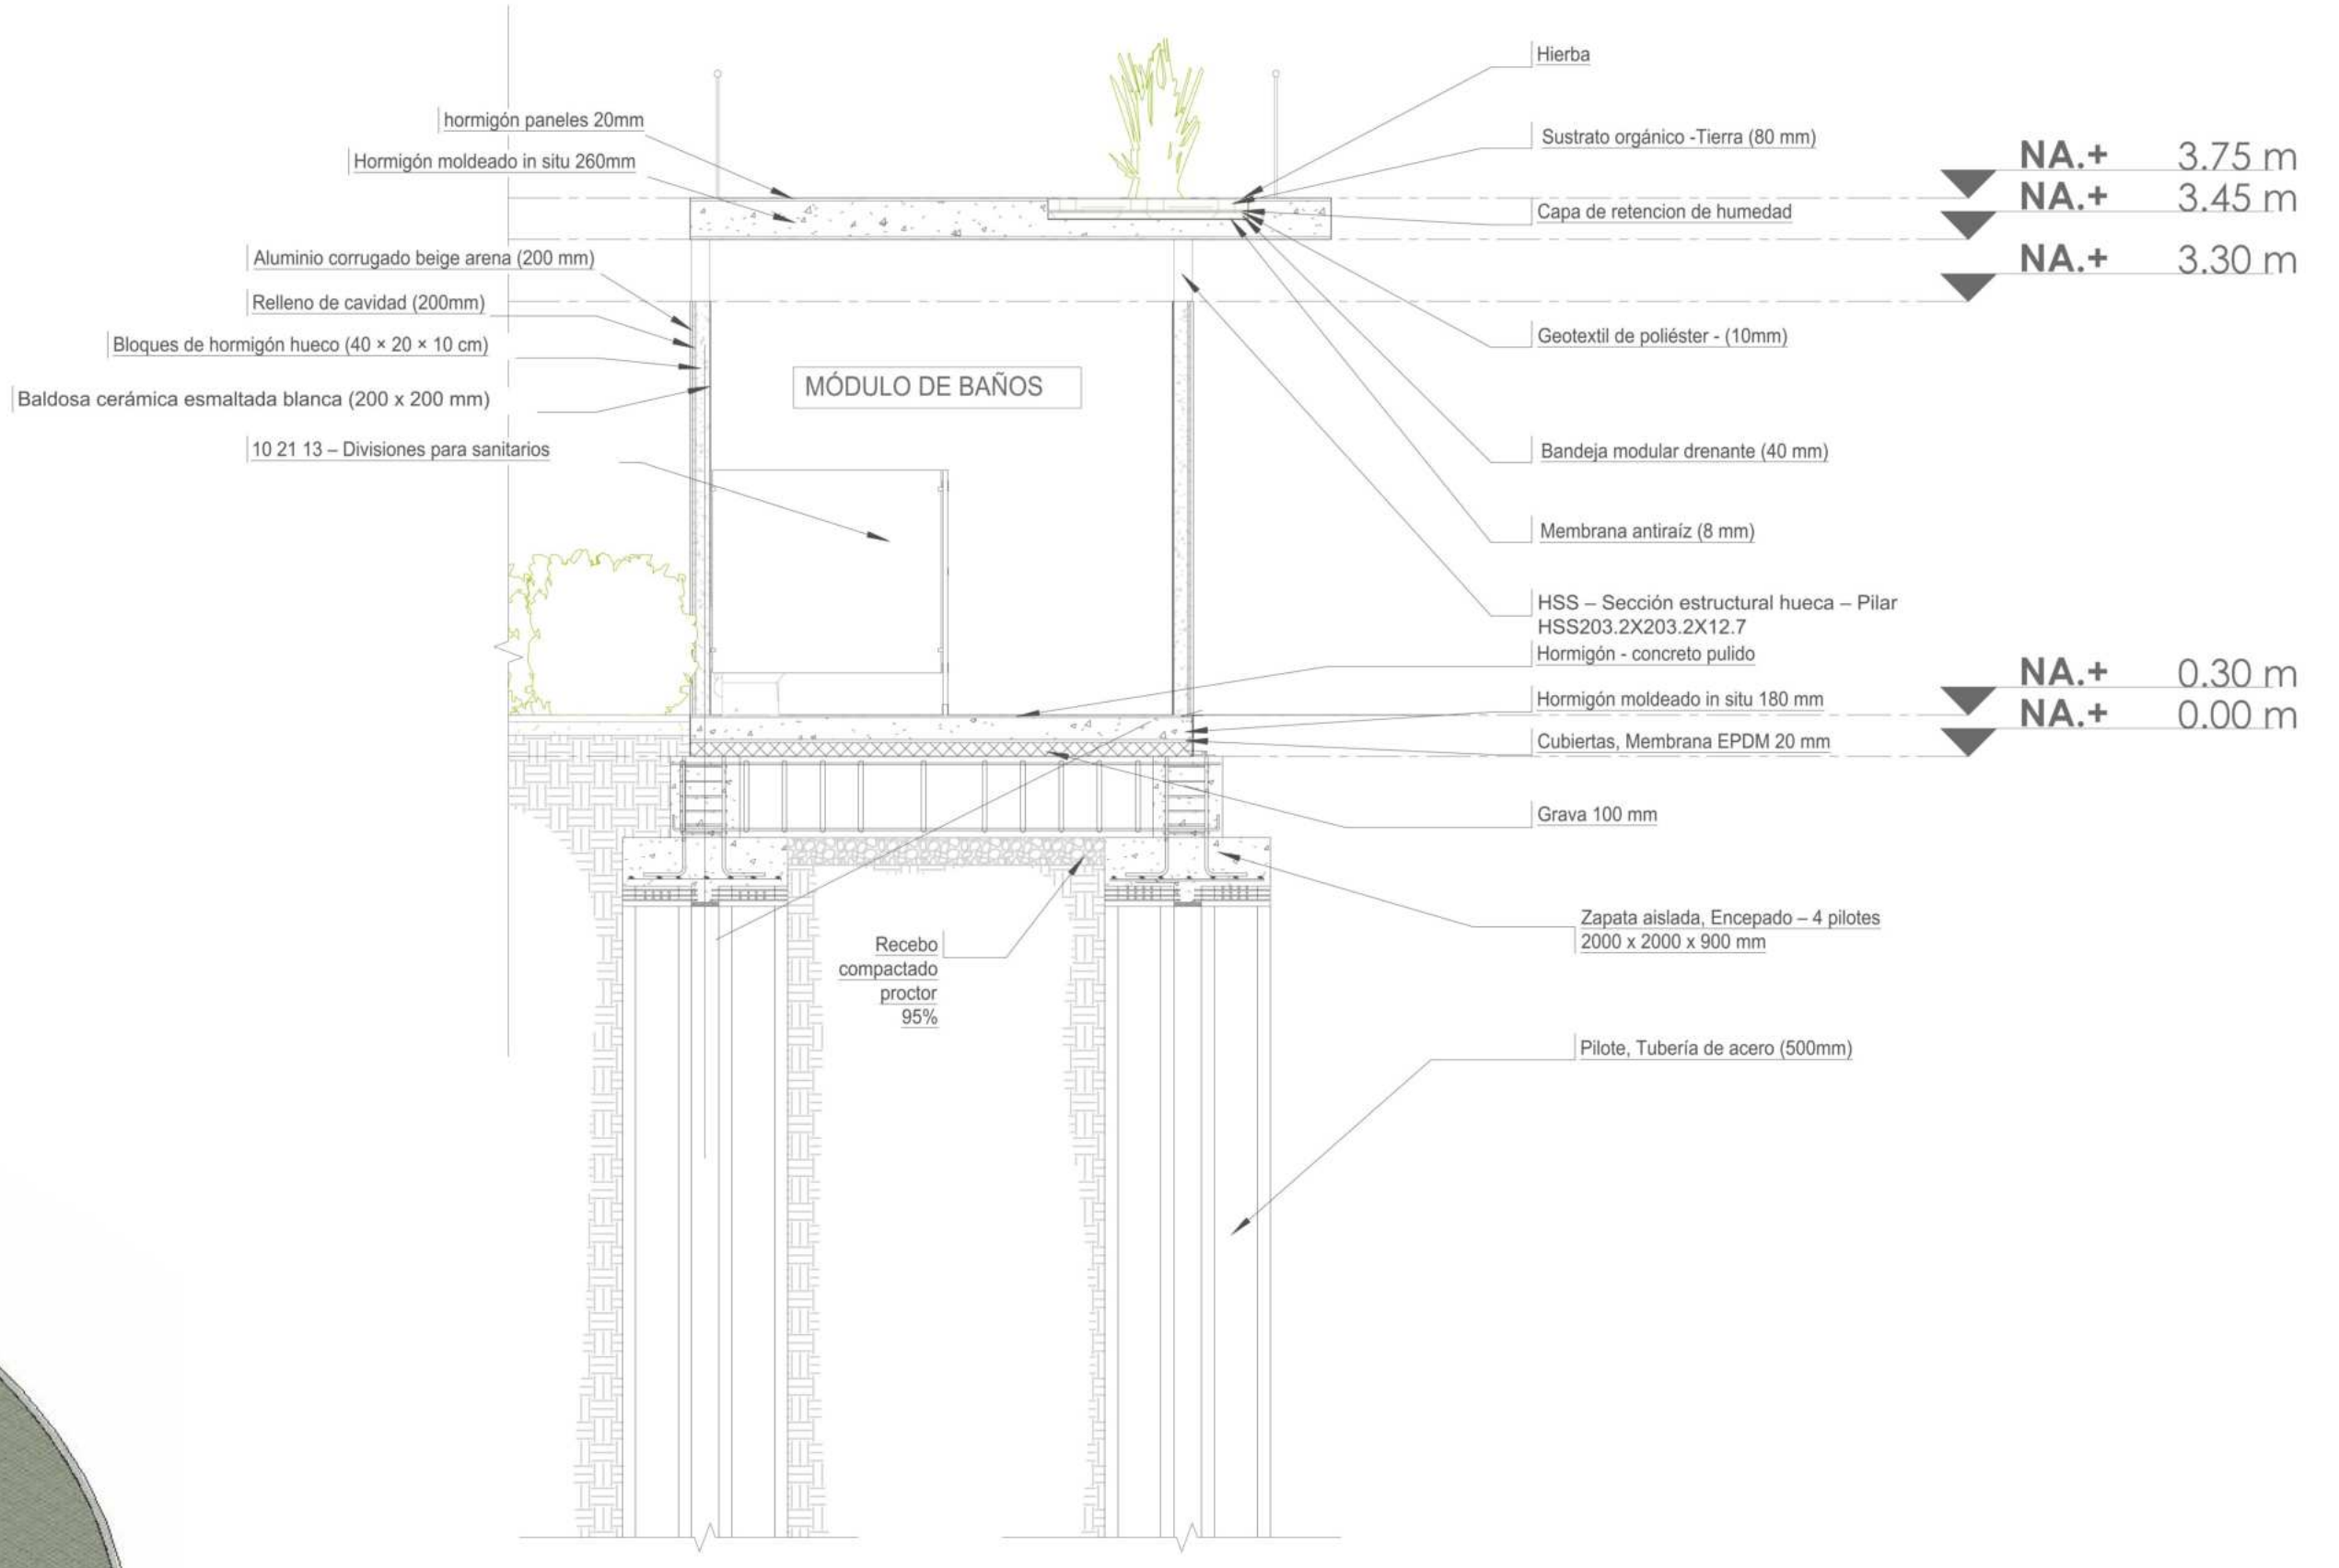 hormigón paneles 20mm
Hormigón moldeado in situ 260mm
Aluminio corrugado beige arena (200 mm)
Relleno de cavidad (200mm)
Bloques de hormigón hueco (40 × 20 × 10 cm)
Baldosa cerámica esmaltada blanca (200 x 200 mm)
10 21 13 – Divisiones para sanitarios
MÓDULO DE BAÑOS
Recebo
compactado
proctor
95%
Hierba
Sustrato orgánico -Tierra (80 mm)
Capa de retencion de humedad
Geotextil de poliéster - (10mm)
Bandeja modular drenante (40 mm)
Membrana antiraíz (8 mm)
HSS – Sección estructural hueca – Pilar
HSS203.2X203.2X12.7
Hormigón - concreto pulido
Hormigón moldeado in situ 180 mm
Cubiertas, Membrana EPDM 20 mm
Grava 100 mm
Zapata aislada, Encepado – 4 pilotes
2000 x 2000 x 900 mm
Pilote, Tubería de acero (500mm)
NA.+ 3.75 m
NA.+ 3.45 m
NA.+ 3.30 m
NA.+ 0.30 m
NA.+ 0.00 m